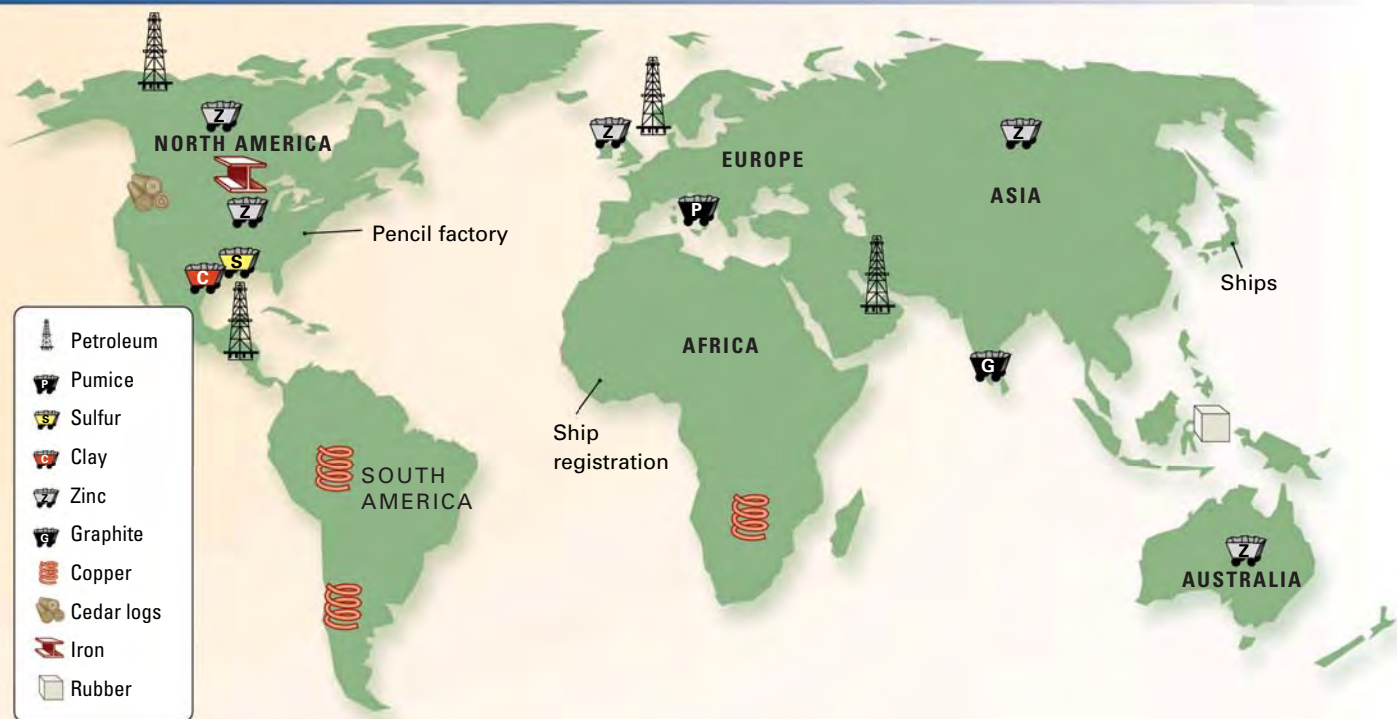 Z
NORTH AMERICA
Z
Pencil factory
S
C
Z
EUROPE
P
Z
ASIA
Ships
AFRICA
G
Ship
registration
SOUTH
AMERICA
Z
AUSTRALIA
Petroleum
P Pumice
S Sulfur
C Clay
Z Zinc
G Graphite
Copper
Cedar logs
Iron
Rubber